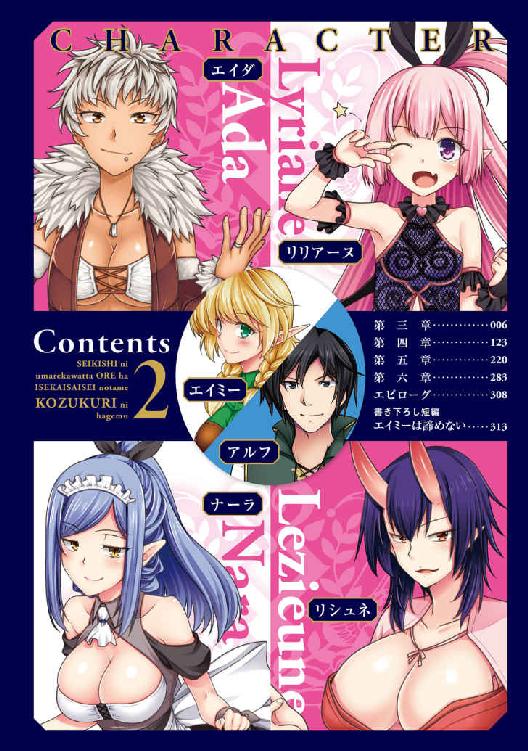 CHARACTER
エイダ
Ada
Lyriane
リリアーヌ
Contents
SEIKISHI ni
umarekawatta ORE ha
ISEKAISAISEI notame
KOZUKURI ni
hagemu
2
エイミー
アルフ
第三章…………006
第四章…………123
第五章…………220
第六章…………283
エピローグ…………308
書き下ろし短編
エイミーは諦めない……313
ナーラ
Nara
Lezieune
リシュネ